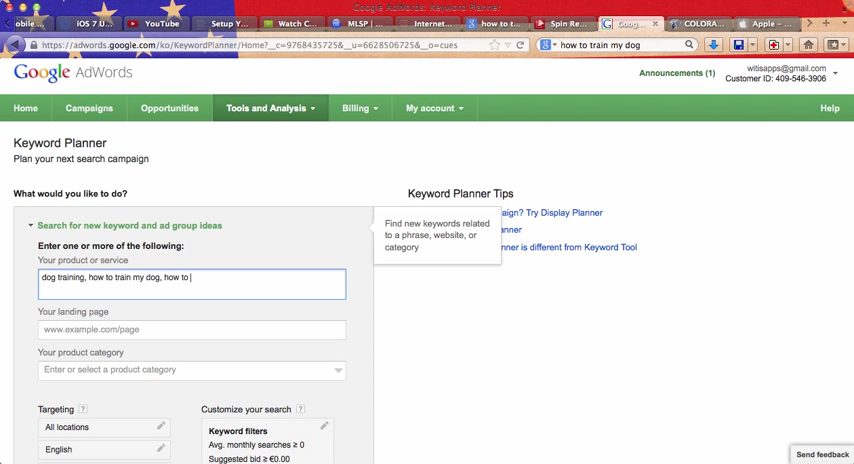 Google AdWords: Keyword Planner
obile
iOS 7 U...
YouTube
Setup Y...
Watch C...
MLSP |...
Internet...
how to t...
Spin Re...
Goog...
COLORA...
Apple –...
https://adwords.google.com/ko/KeywordPlanner/Home?__c=9768435725&__u=6628506725&__o=cues
how to train my dog
Google AdWords
Announcements (1)
witisapps@gmail.com
Customer ID: 409-546-3906
Home Campaigns Opportunities Tools and Analysis Billing My account Help
Keyword Planner
Plan your next search campaign
What would you like to do?
Keyword Planner Tips
Search for new keyword and ad group ideas
Find new keywords related
to a phrase, website, or
category
aign? Try Display Planner
anner
nner is different from Keyword Tool
Enter one or more of the following:
Your product or service
dog training, how to train my dog, how to
Your landing page
www.example.com/page
Your product category
Enter or select a product category
Targeting ?
All locations
English
Customize your search ?
Keyword filters
Avg. monthly searches ≥ 0
Suggested bid ≥ €0.00
Send feedback